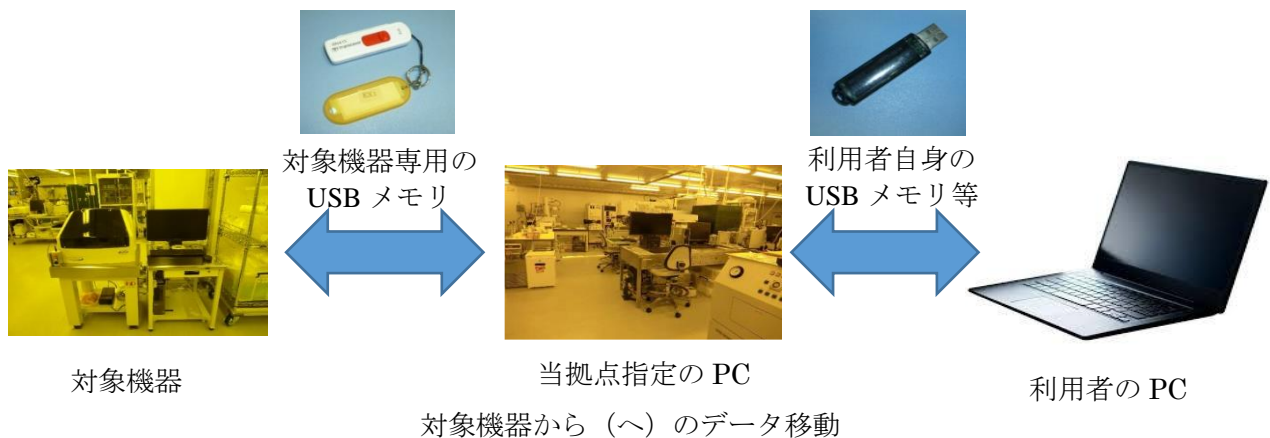 対象機器専用の
USB メモリ
利用者自身の
USB メモリ等
対象機器
当拠点指定の PC
利用者の PC
対象機器から（へ）のデータ移動